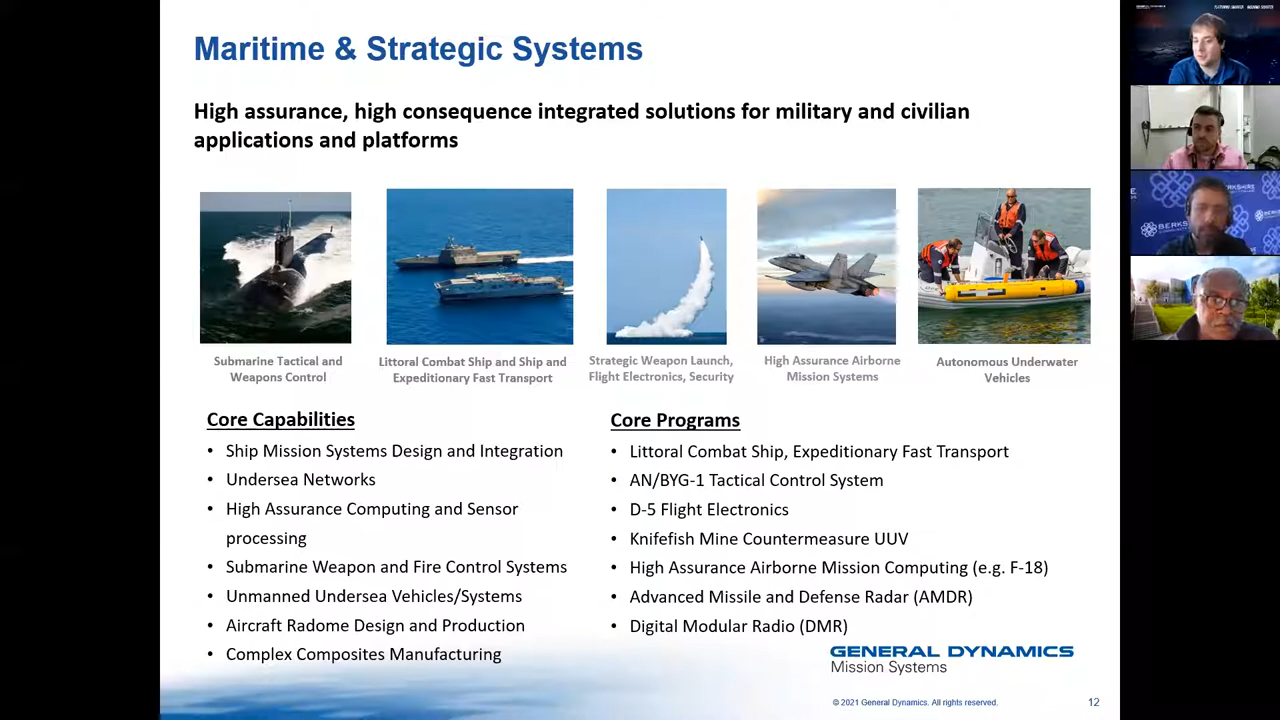 Maritime & Strategic Systems
High assurance, high consequence integrated solutions for military and civilian
applications and platforms
Submarine Tactical and
Weapons Control
Littoral Combat Ship and Ship and
Expeditionary Fast Transport
Strategic Weapon Launch,
Flight Electronics, Security
High Assurance Airborne
Mission Systems
Autonomous Underwater
Vehicles
Core Capabilities
• Ship Mission Systems Design and Integration
• Undersea Networks
• High Assurance Computing and Sensor
processing
• Submarine Weapon and Fire Control Systems
• Unmanned Undersea Vehicles/Systems
• Aircraft Radome Design and Production
• Complex Composites Manufacturing
Core Programs
• Littoral Combat Ship, Expeditionary Fast Transport
• AN/BYG-1 Tactical Control System
• D-5 Flight Electronics
• Knifefish Mine Countermeasure UUV
• High Assurance Airborne Mission Computing (e.g. F-18)
• Advanced Missile and Defense Radar (AMDR)
• Digital Modular Radio (DMR)
GENERAL DYNAMICS
Mission Systems
© 2021 General Dynamics. All rights reserved.
12
BERKSHIRE